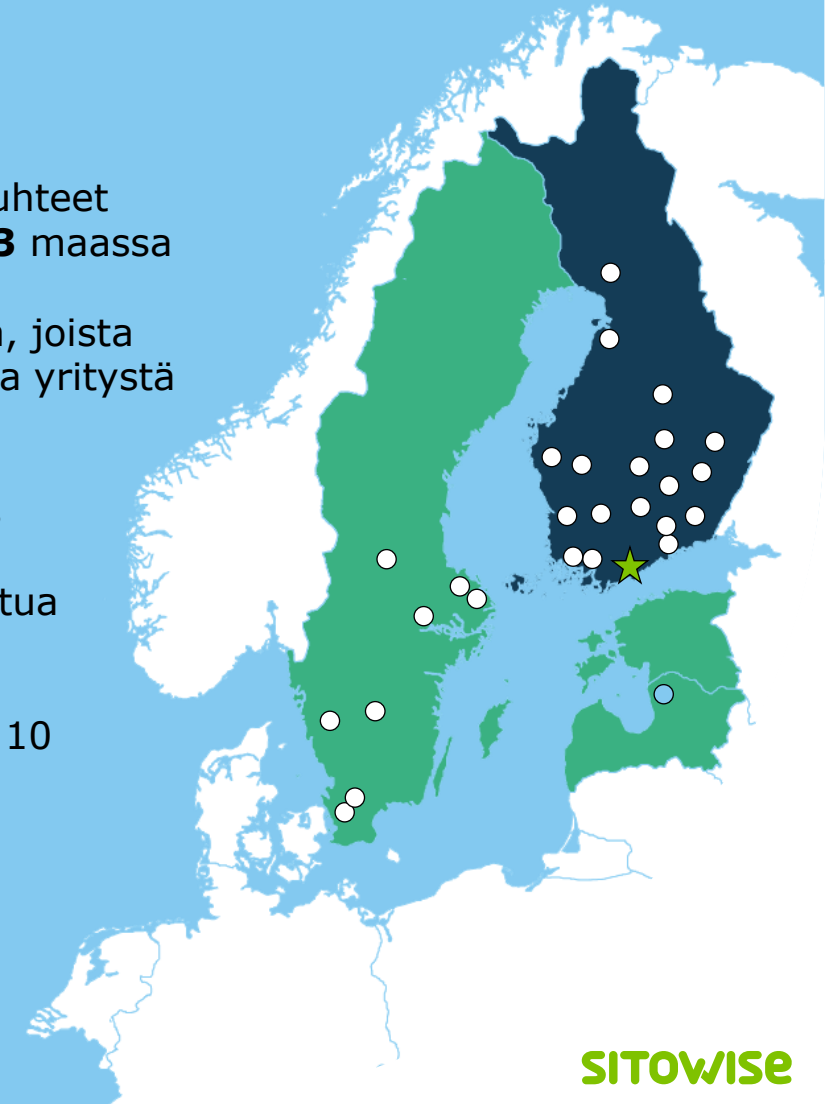 uhteet
3 maassa
, joista
a yritystä
tua
10
sitowise